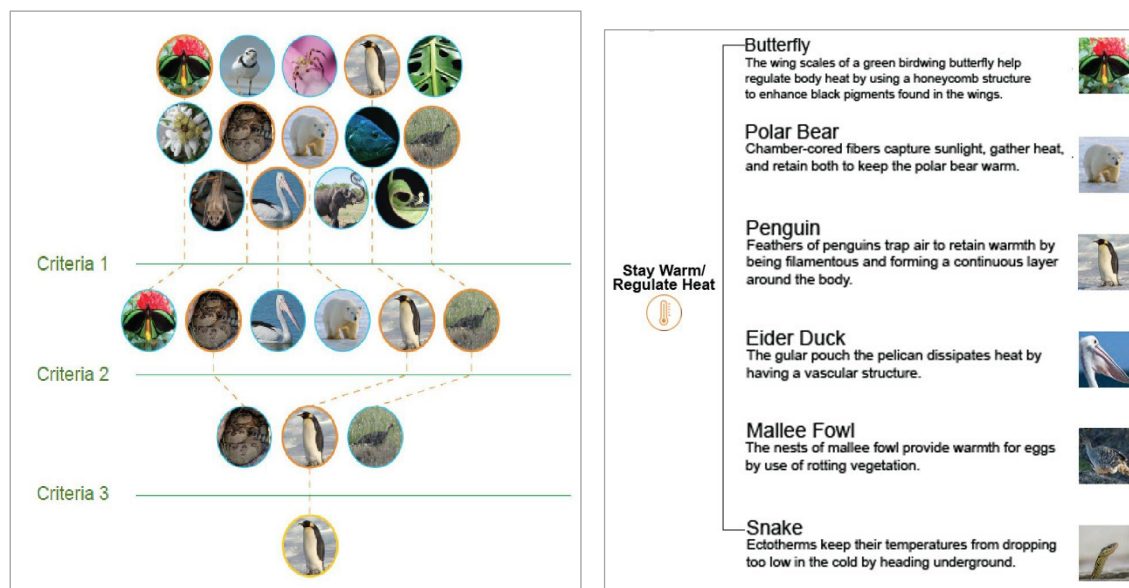 Criteria 1
Criteria 2
Criteria 3
Stay Warm/
Regulate Heat
Butterfly
The wing scales of a green birdwing butterfly help
regulate body heat by using a honeycomb structure
to enhance black pigments found in the wings.
Polar Bear
Chamber-cored fibers capture sunlight, gather heat,
and retain both to keep the polar bear warm.
Penguin
Feathers of penguins trap air to retain warmth by
being filamentous and forming a continuous layer
around the body.
Eider Duck
The gular pouch the pelican dissipates heat by
having a vascular structure.
Mallee Fowl
The nests of mallee fowl provide warmth for eggs
by use of rotting vegetation.
Snake
Ectotherms keep their temperatures from dropping
too low in the cold by heading underground.